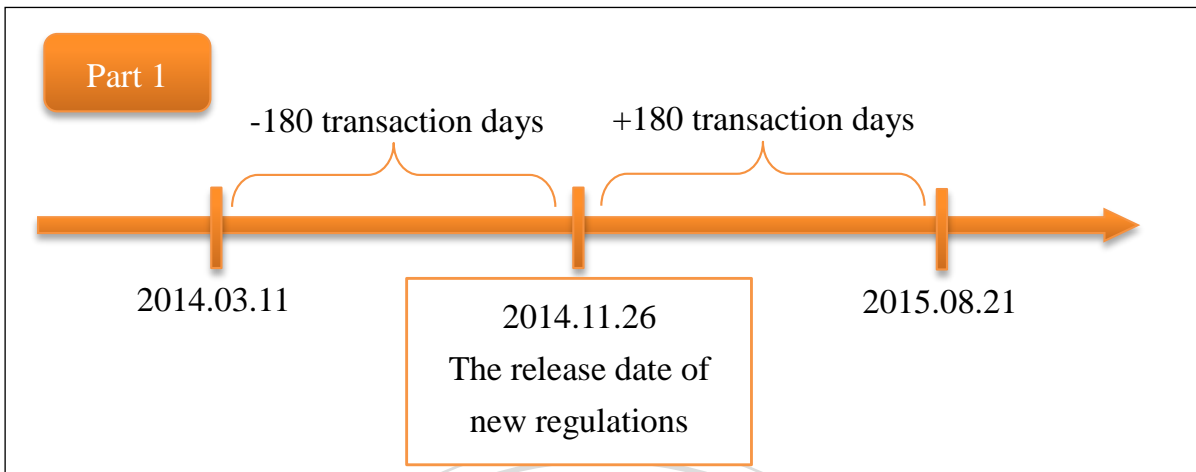 Part 1
-180 transaction days
+180 transaction days
2014.03.11
2014.11.26
The release date of
new regulations
2015.08.21